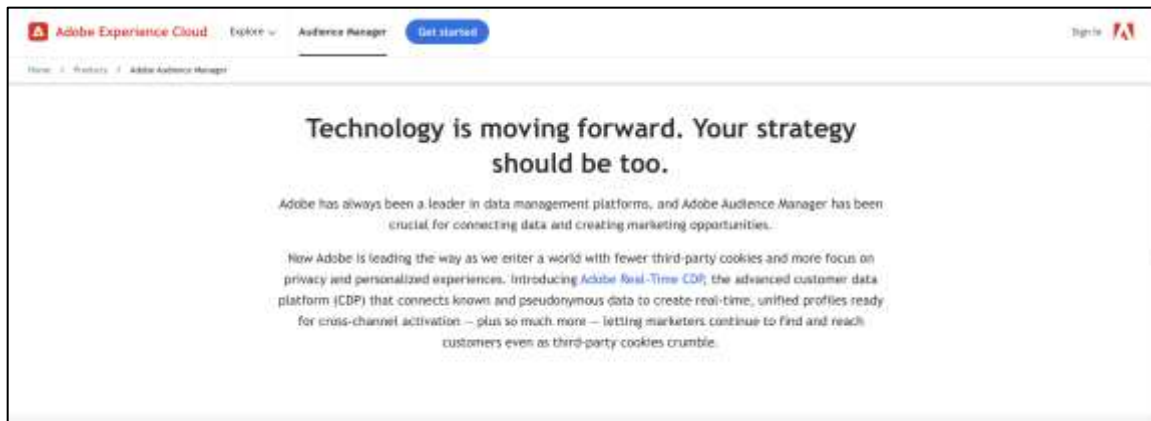 Adobe Experience Cloud Explore Audience Manager Get started Sign In
Home / Products / Adobe Audience Manager
Technology is moving forward. Your strategy
should be too.
Adobe has always been a leader in data management platforms, and Adobe Audience Manager has been
crucial for connecting data and creating marketing opportunities.
Now Adobe is leading the way as we enter a world with fewer third-party cookies and more focus on
privacy and personalized experiences. Introducing Adobe Real-Time CDP, the advanced customer data
platform (CDP) that connects known and pseudonymous data to create real-time, unified profiles ready
for cross-channel activation — plus so much more — letting marketers continue to find and reach
customers even as third-party cookies crumble.